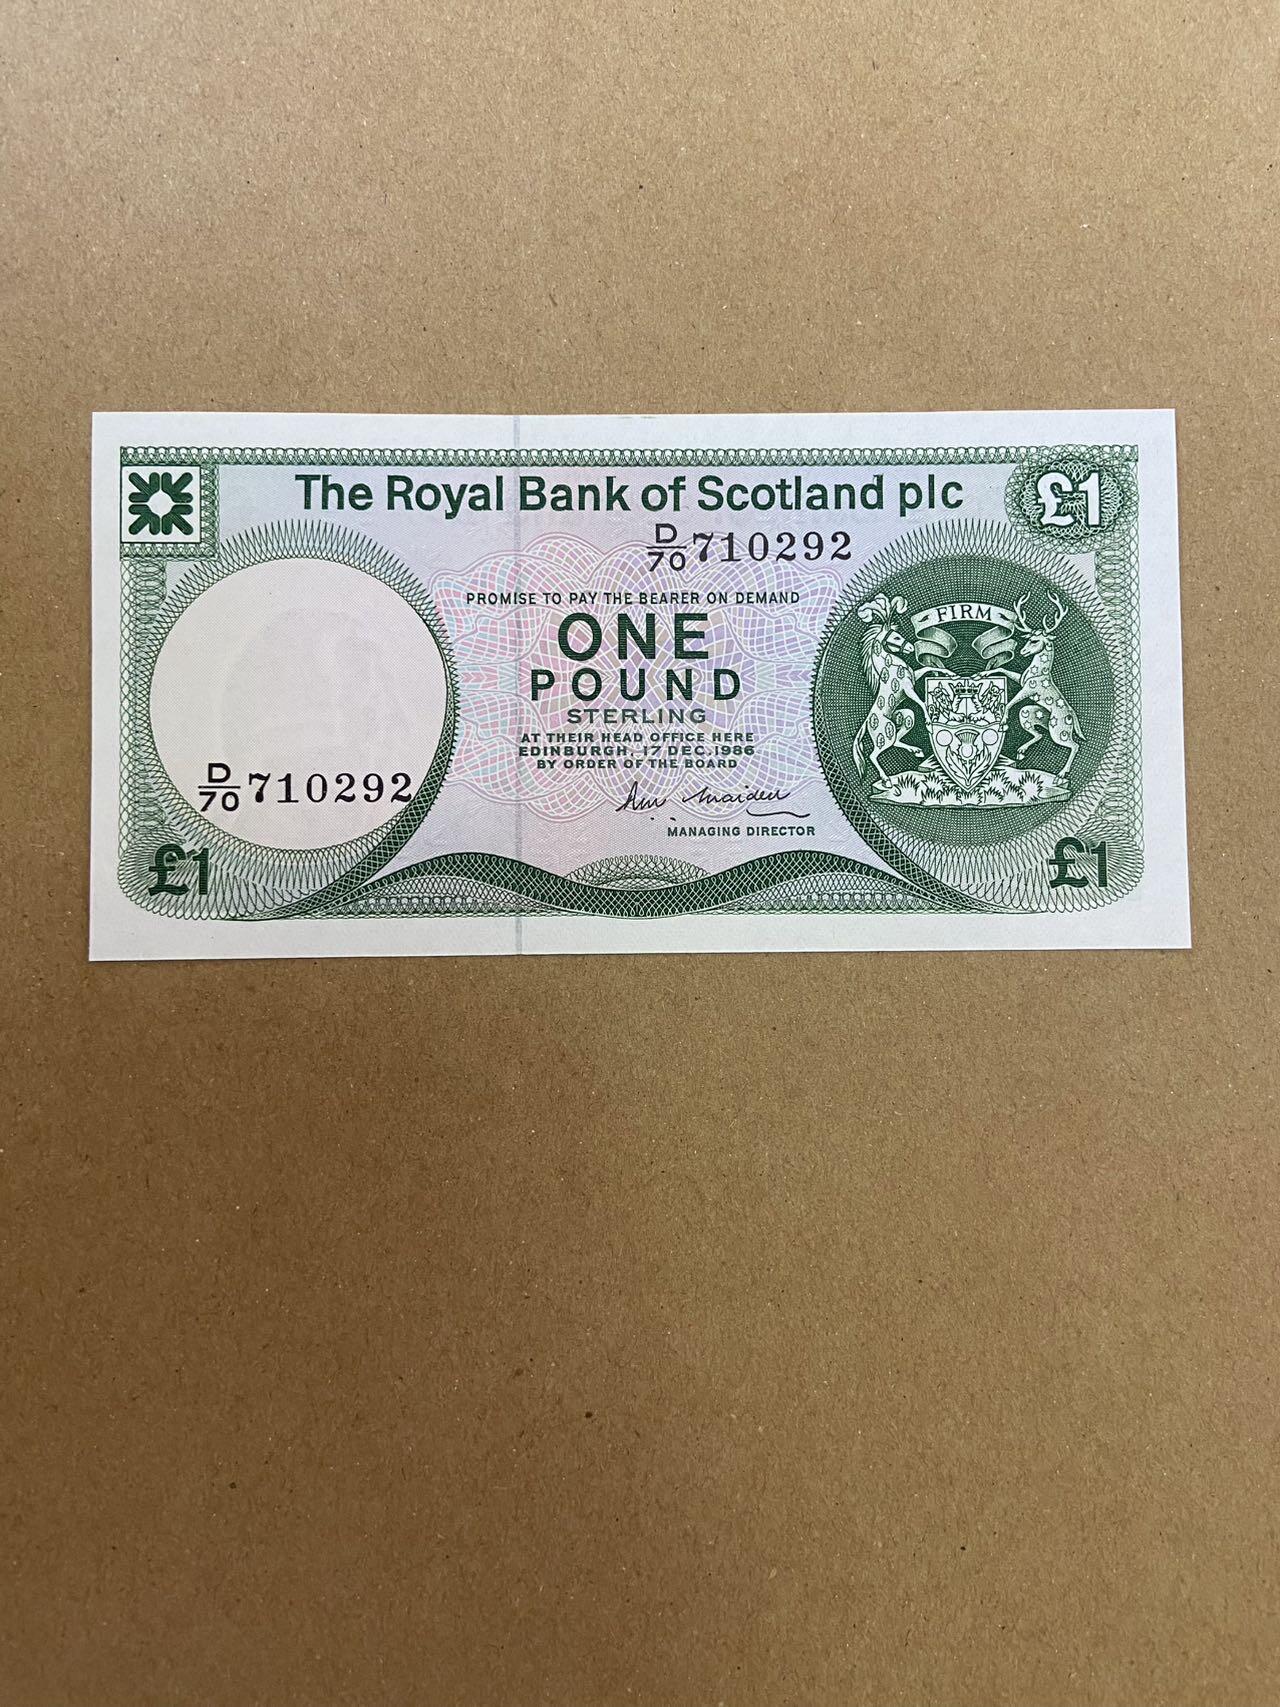 The Royal Bank of Scotland plc
£1
D/70 710292
PROMISE TO PAY THE BEARER ON DEMAND
ONE
POUND
STERLING
AT THEIR HEAD OFFICE HERE
EDINBURGH, 17 DEC. 1986
BY ORDER OF THE BOARD
MANAGING DIRECTOR
FIRM
D/70 710292
£1
£1